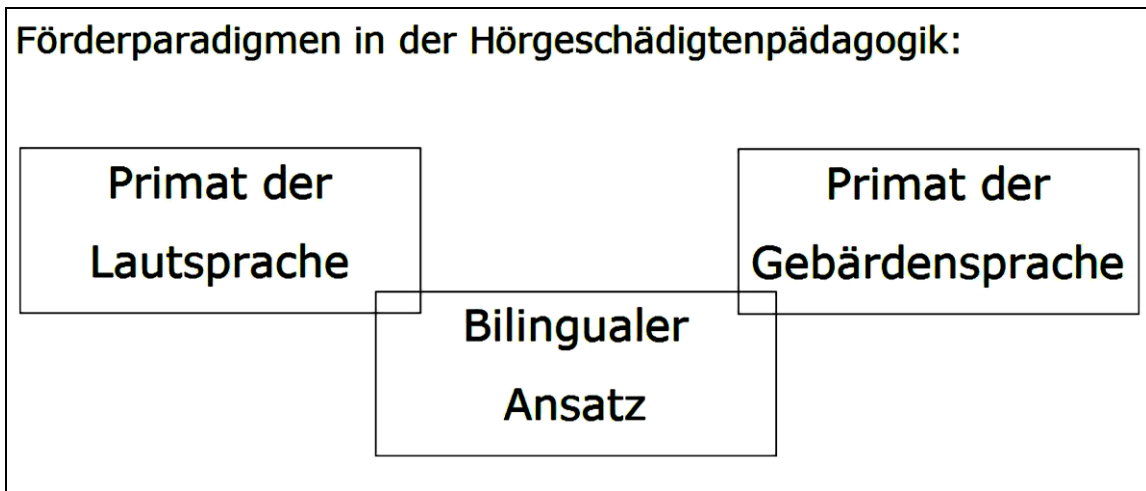 Förderparadigmen in der Hörgeschädigtenpädagogik:
Primat der
Lautsprache
Primat der
Gebärdensprache
Bilingualer
Ansatz